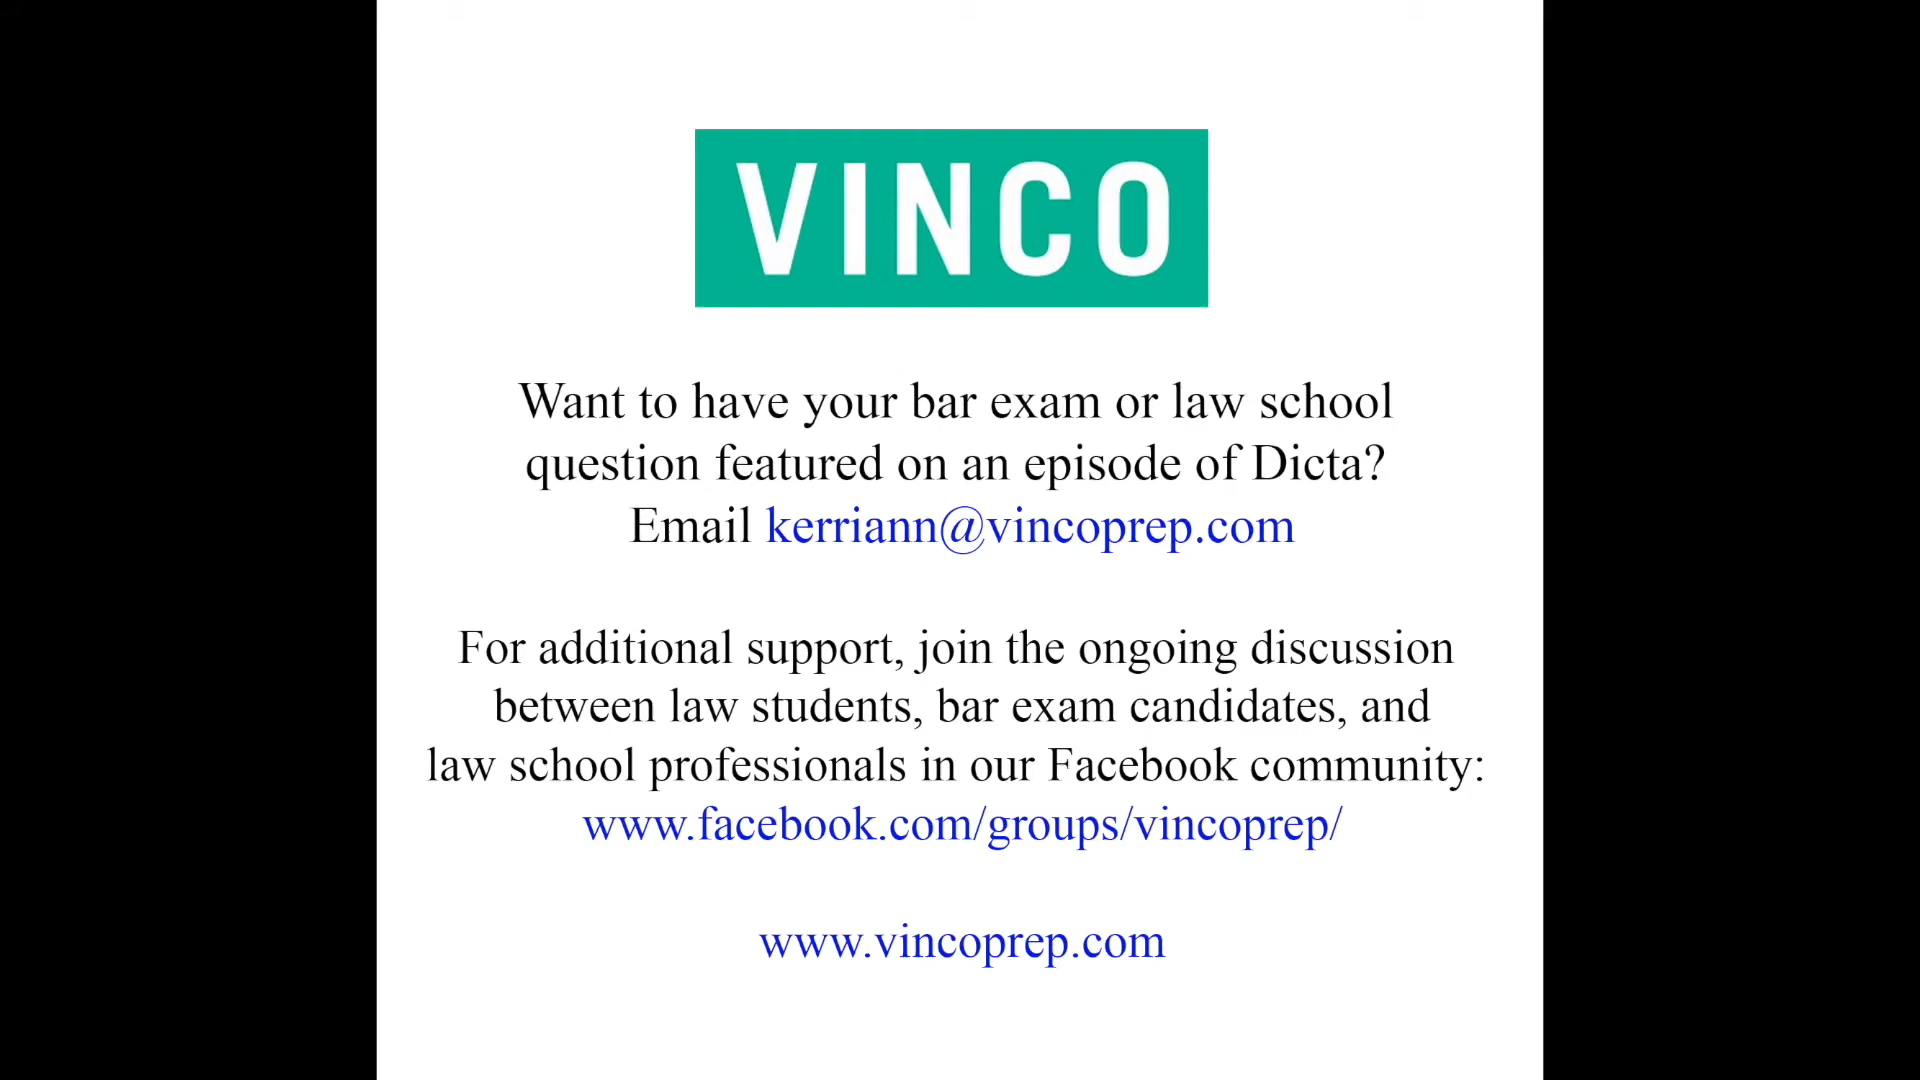 VINCO
Want to have your bar exam or law school
question featured on an episode of Dicta?
Email kerriann@vincoprep.com
For additional support, join the ongoing discussion
between law students, bar exam candidates, and
law school professionals in our Facebook community:
www.facebook.com/groups/vincoprep/
www.vincoprep.com